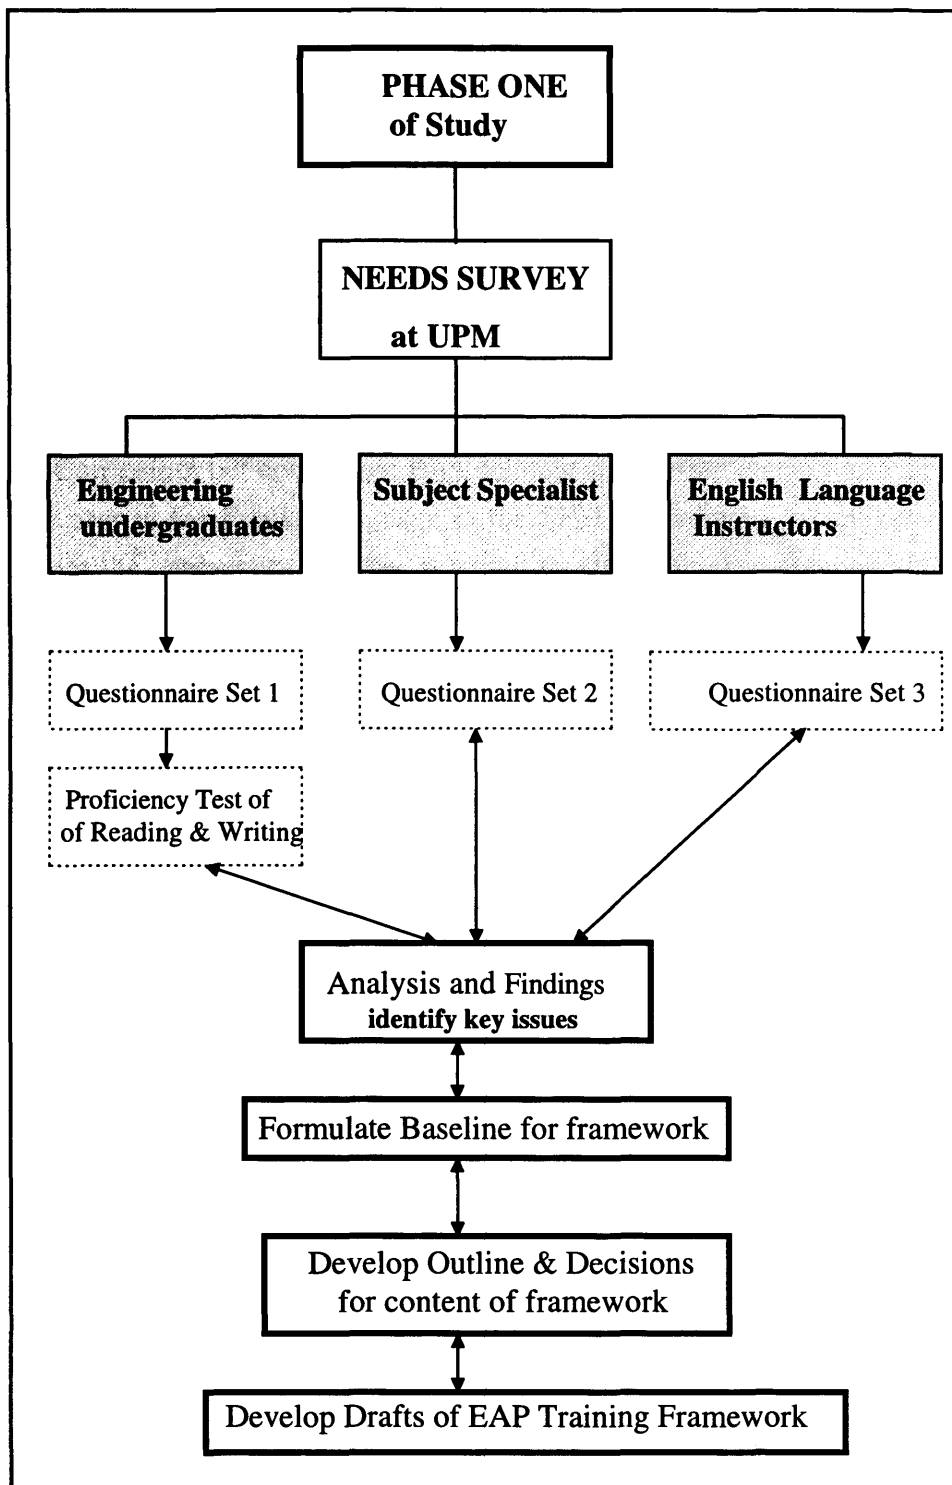 PHASE ONE
of Study
NEEDS SURVEY
at UPM
Engineering
undergraduates
Subject Specialist
English Language
Instructors
Questionnaire Set 1
Questionnaire Set 2
Questionnaire Set 3
Proficiency Test of
of Reading & Writing
Analysis and Findings
identify key issues
Formulate Baseline for framework
Develop Outline & Decisions
for content of framework
Develop Drafts of EAP Training Framework